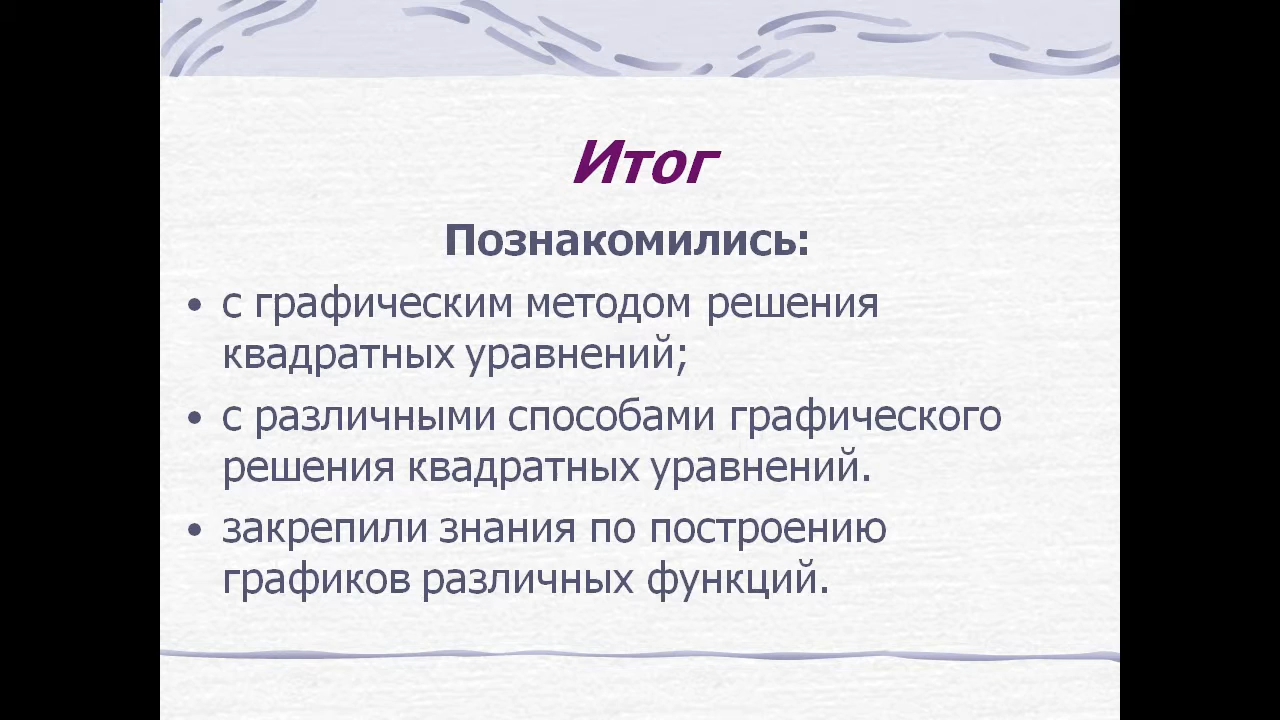 Итог
Познакомились:
• с графическим методом решения
квадратных уравнений;
• с различными способами графического
решения квадратных уравнений.
• закрепили знания по построению
графиков различных функций.